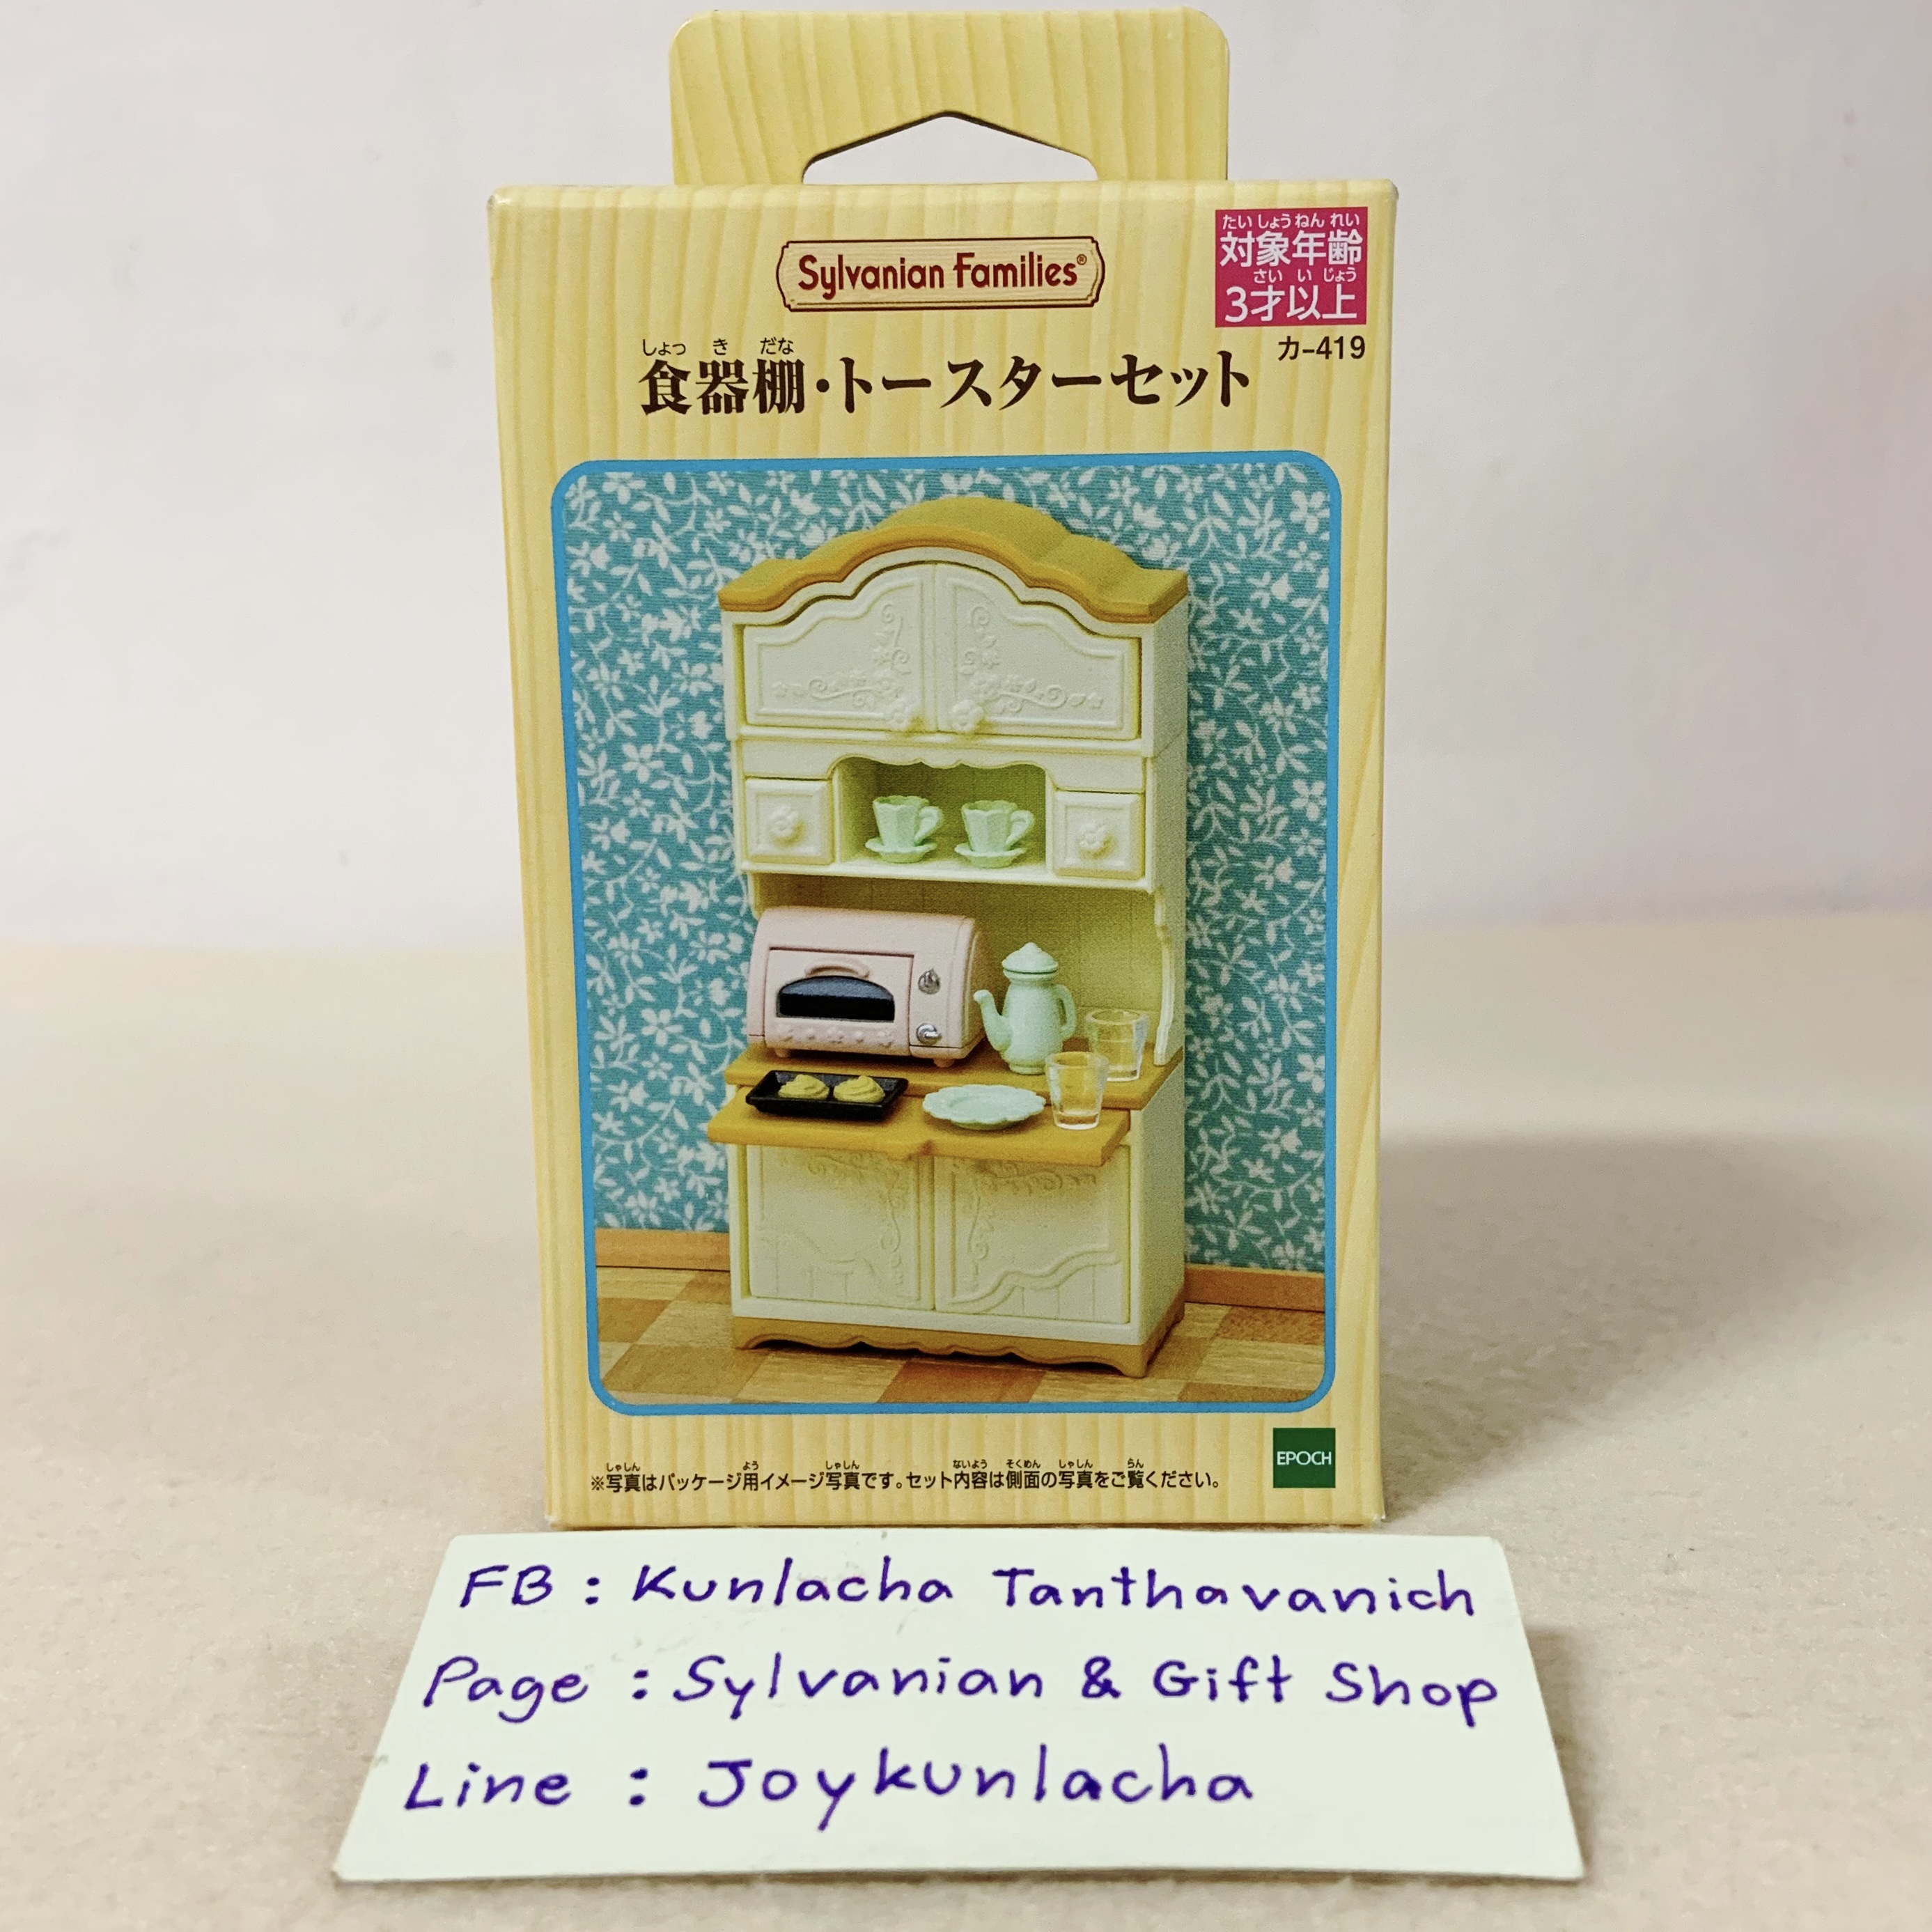 Sylvanian Families®
たいしょうねんれい
対象年齢
さいいじょう
3才以上
カ-419
しょっきだな
食器棚・トースターセット
EPOCH
しゃしん よう しゃしん ないよう そくめん しゃしん らん
※写真はパッケージ用イメージ写真です。セット内容は側面の写真をご覧ください。
FB : Kunlacha Tanthavanich
Page : Sylvanian & Gift Shop
Line : Joykunlacha